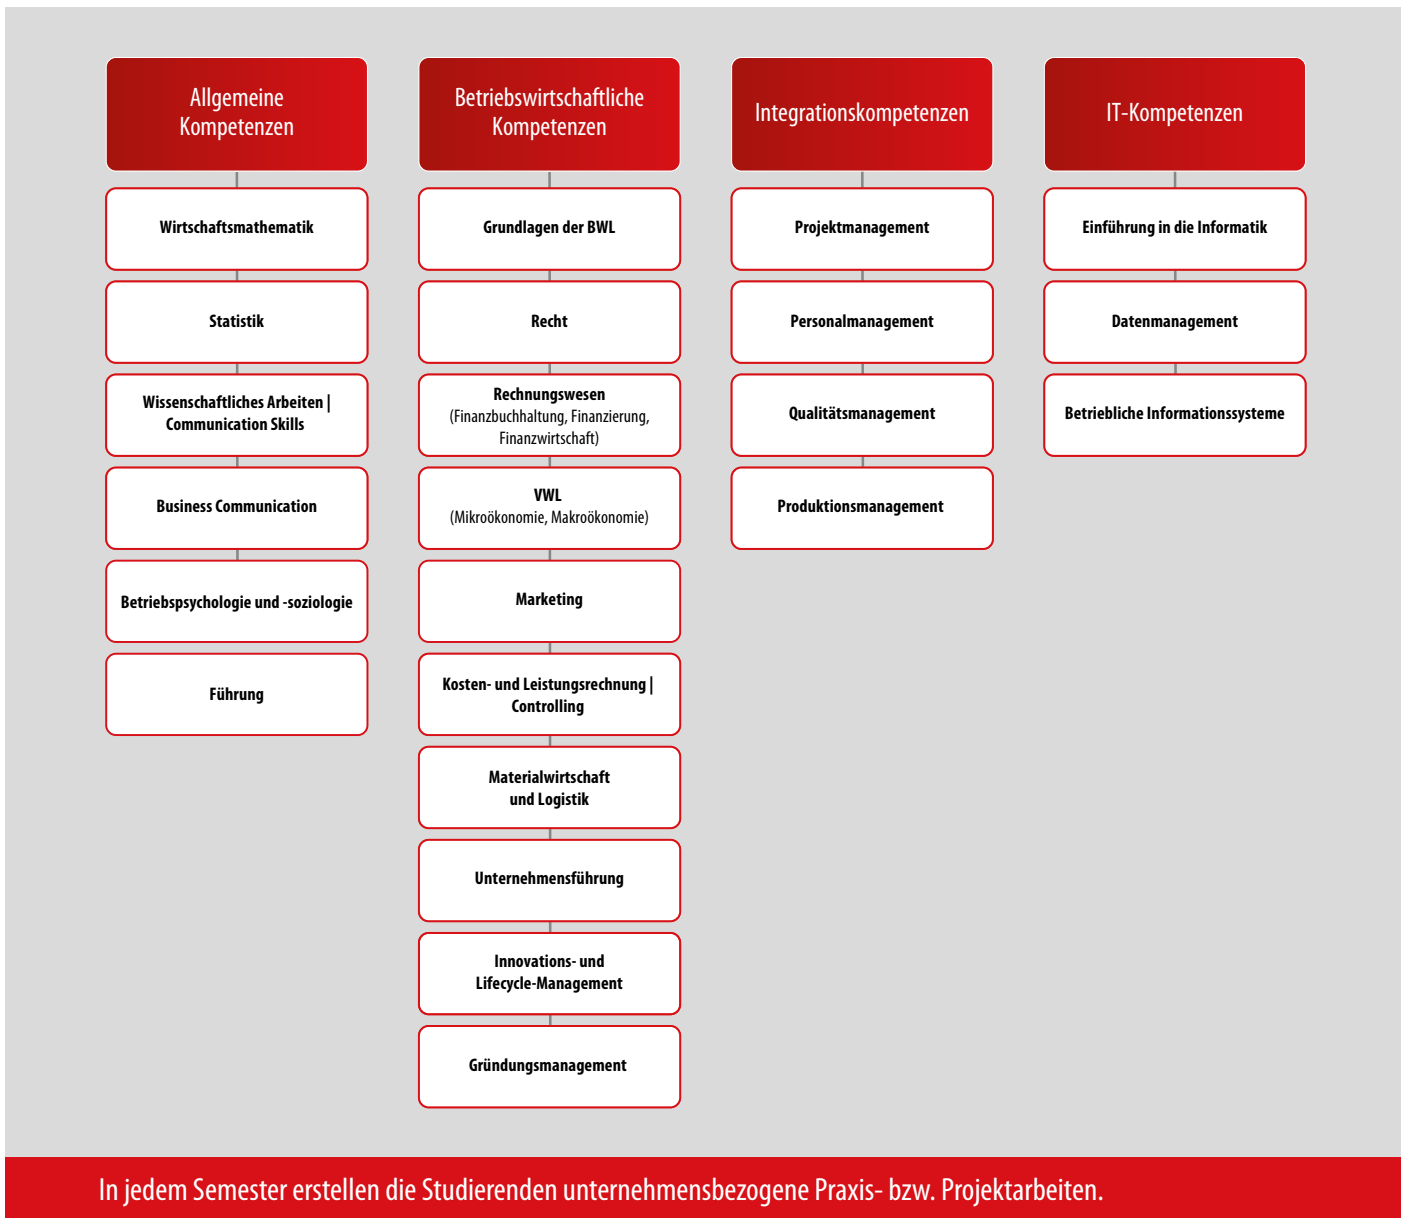 Allgemeine
Kompetenzen
Wirtschaftsmathematik
Statistik
Wissenschaftliches Arbeiten |
Communication Skills
Business Communication
Betriebspsychologie und -soziologie
Führung
Betriebswirtschaftliche
Kompetenzen
Grundlagen der BWL
Recht
Rechnungswesen
(Finanzbuchhaltung, Finanzierung,
Finanzwirtschaft)
VWL
(Mikroökonomie, Makroökonomie)
Marketing
Kosten- und Leistungsrechnung |
Controlling
Materialwirtschaft
und Logistik
Unternehmensführung
Innovations- und
Lifecycle-Management
Gründungsmanagement
Integrationskompetenzen
Projektmanagement
Personalmanagement
Qualitätsmanagement
Produktionsmanagement
IT-Kompetenzen
Einführung in die Informatik
Datenmanagement
Betriebliche Informationssysteme
In jedem Semester erstellen die Studierenden unternehmensbezogene Praxis- bzw. Projektarbeiten.